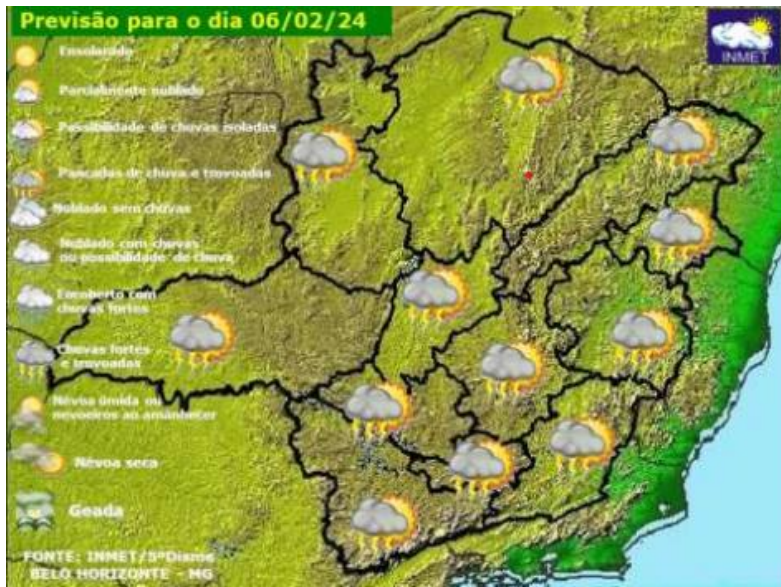 Previsão para o dia 06/02/24
INMET
Ensolarado
Parcialmente nublado
Possibilidade de chuvas isoladas
Pancadas de chuva e trovoadas
Nublado sem chuvas
Nublado com chuvas
ou possibilidade de chuva
Encoberto com
chuvas fortes
Chuvas fortes
e trovoadas
Névoa úmida ou
nevoeiros ao amanhecer
Névoa seca
Geada
FONTE: INMET/5ºDisme
BELO HORIZONTE - MG